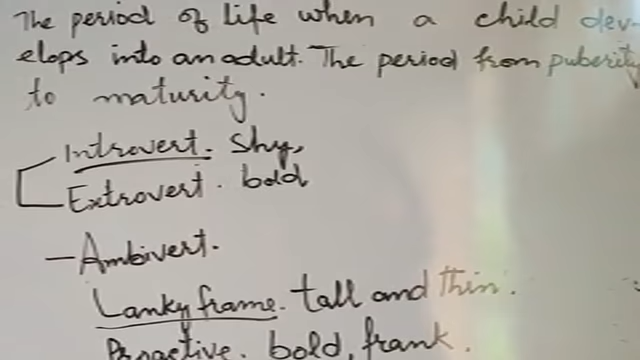 The period of life when a child dev-
elops into an adult. The period from puberity
to maturity.
Introvert. Shy,
Extrovert. bold
- Ambivert.
Lanky frame. tall and thin.
Proactive. bold, frank.